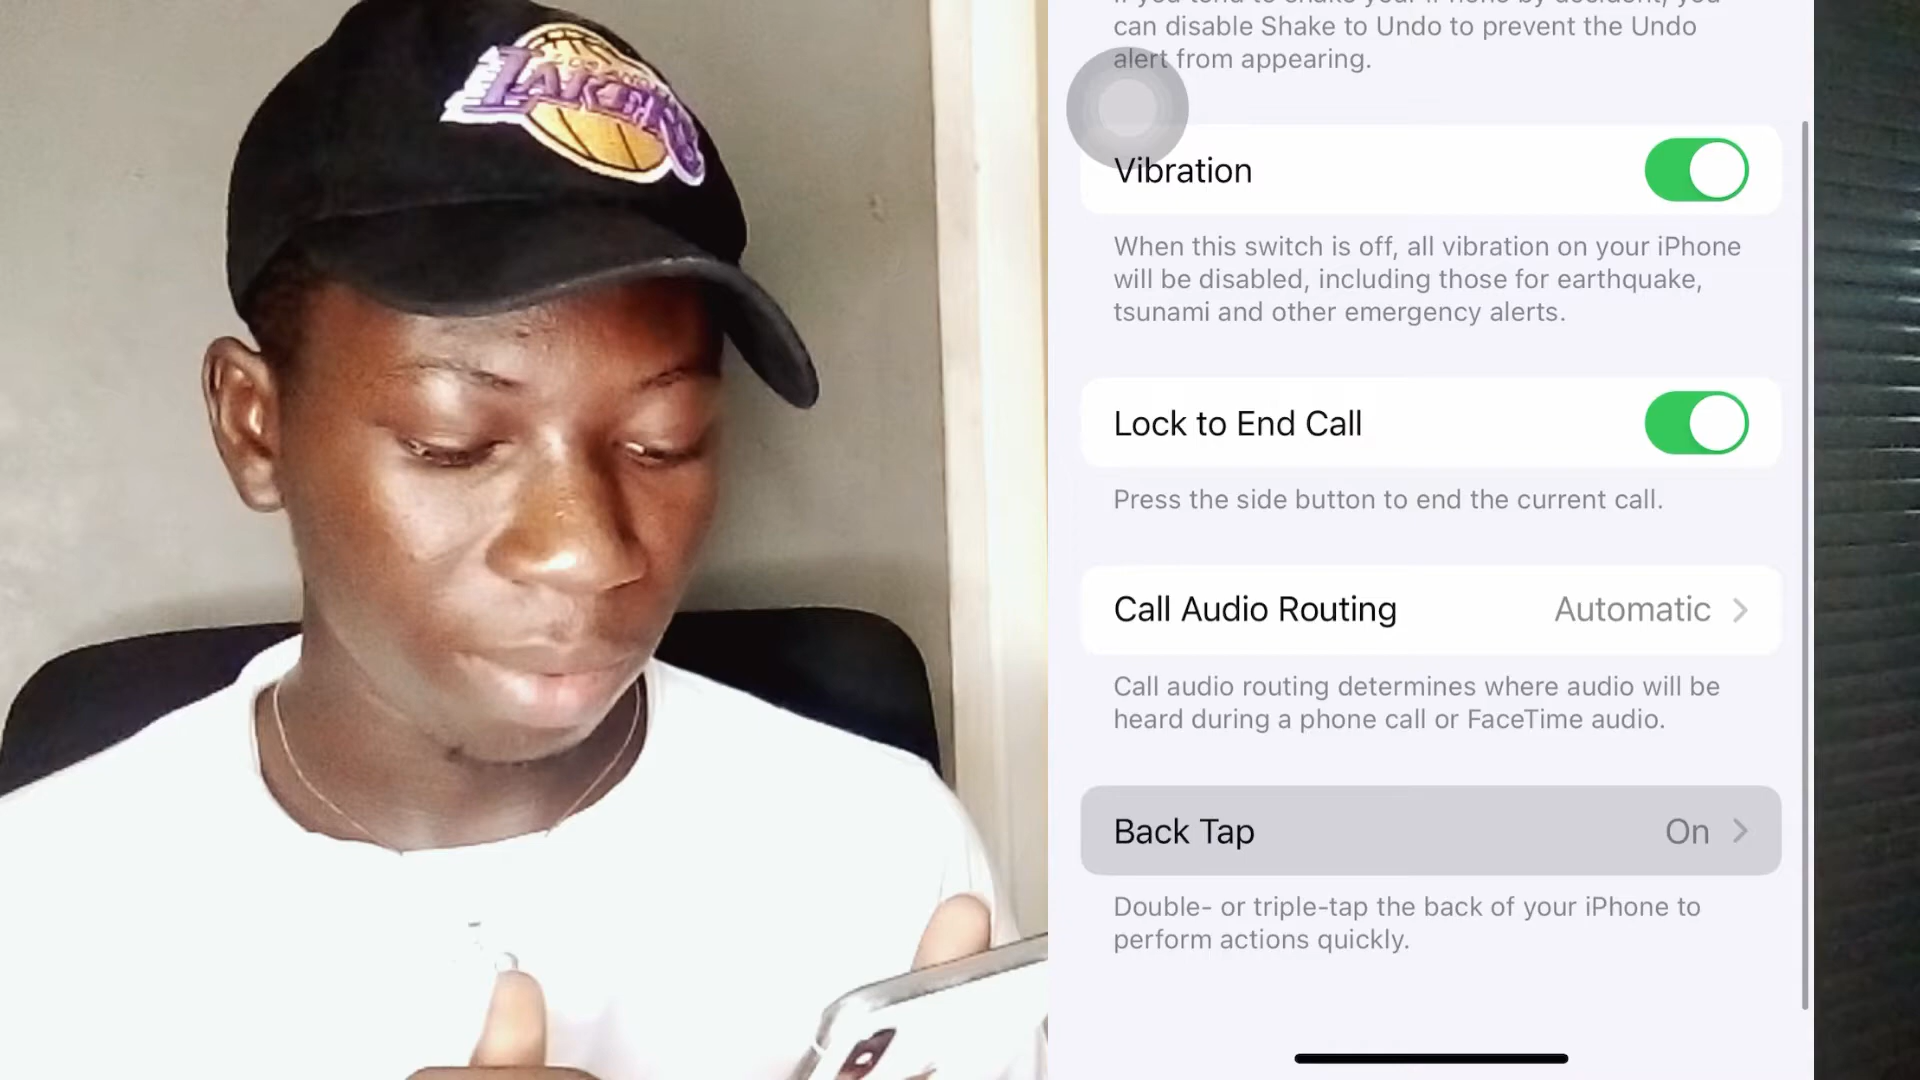 LAKERS
can disable Shake to Undo to prevent the Undo
alert from appearing.
Vibration
When this switch is off, all vibration on your iPhone
will be disabled, including those for earthquake,
tsunami and other emergency alerts.
Lock to End Call
Press the side button to end the current call.
Call Audio Routing Automatic
Call audio routing determines where audio will be
heard during a phone call or FaceTime audio.
Back Tap On
Double- or triple-tap the back of your iPhone to
perform actions quickly.